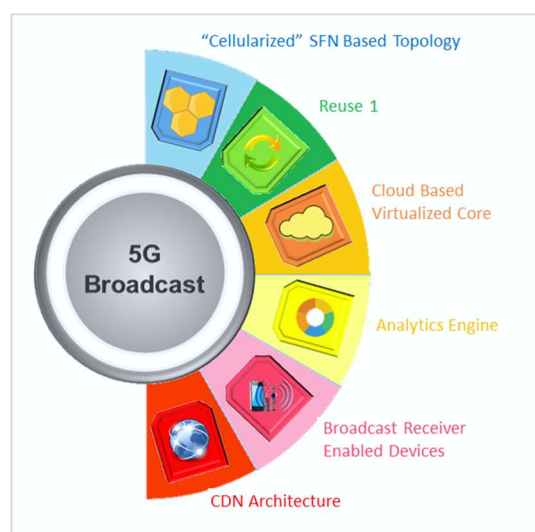 “Cellularized” SFN Based Topology
Reuse 1
Cloud Based
Virtualized Core
5G
Broadcast
Analytics Engine
Broadcast Receiver
Enabled Devices
CDN Architecture